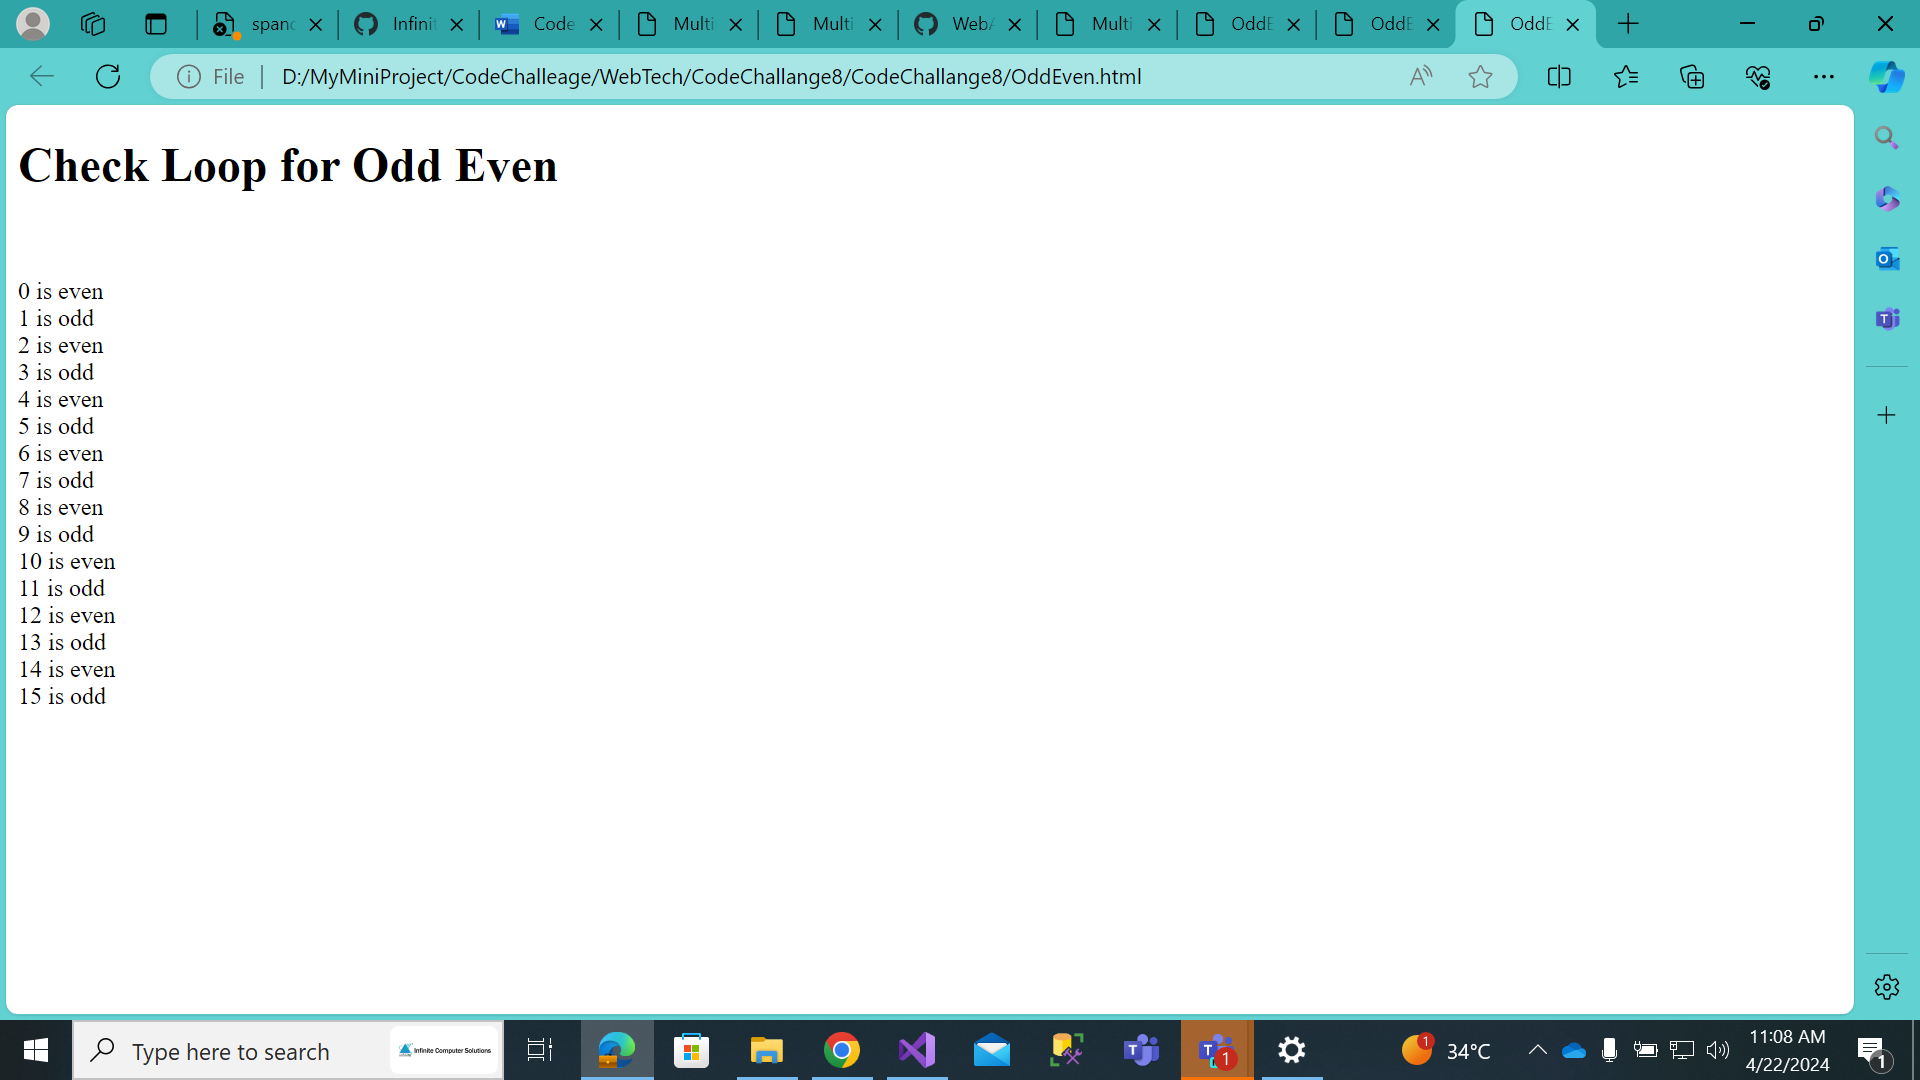 spanc
Infinit
Code
Multi
Multi
WebA
Multi
OddE
OddE
OddE
File
D:/MyMiniProject/CodeChalleage/WebTech/CodeChallange8/CodeChallange8/OddEven.html
Check Loop for Odd Even
0 is even
1 is odd
2 is even
3 is odd
4 is even
5 is odd
6 is even
7 is odd
8 is even
9 is odd
10 is even
11 is odd
12 is even
13 is odd
14 is even
15 is odd
Type here to search
Infinite Computer Solutions
1
1
34°C
11:08 AM
4/22/2024
1